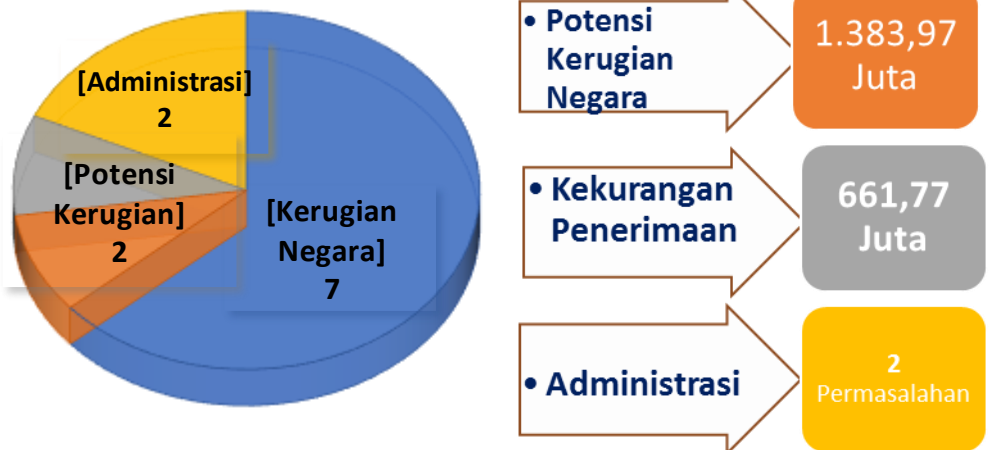 [Administrasi]
2
[Potensi
Kerugian]
2
[Kerugian
Negara]
7
• Potensi
Kerugian
Negara
1.383,97
Juta
• Kekurangan
Penerimaan
661,77
Juta
• Administrasi
2
Permasalahan